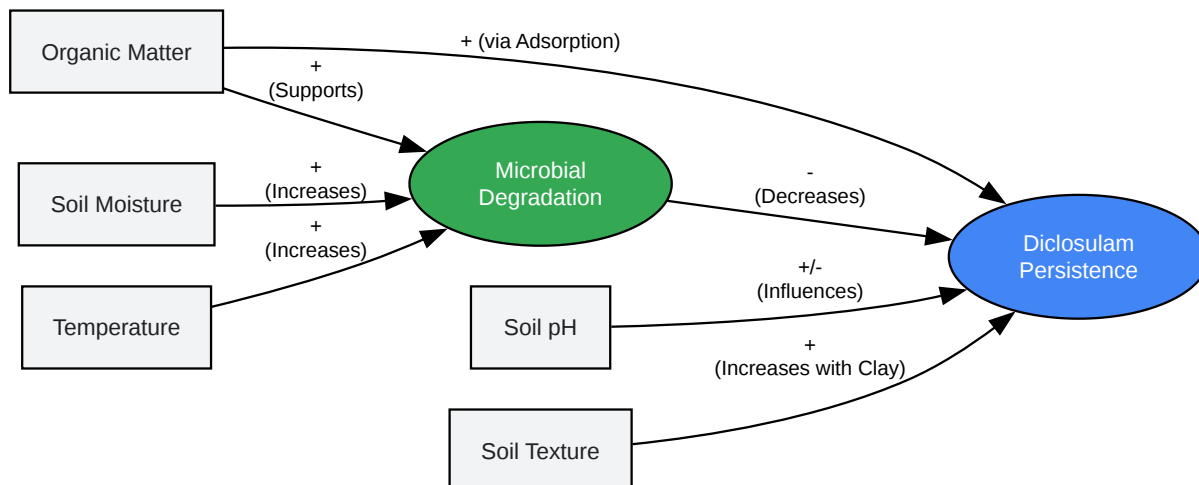 Organic Matter
+ (via Adsorption)
+
(Supports)
Microbial
Degradation
Soil Moisture
+
(Increases)
-
(Decreases)
+
(Increases)
Diclosulam
Persistence
Temperature
Soil pH
+/-
(Influences)
+
(Increases with Clay)
Soil Texture